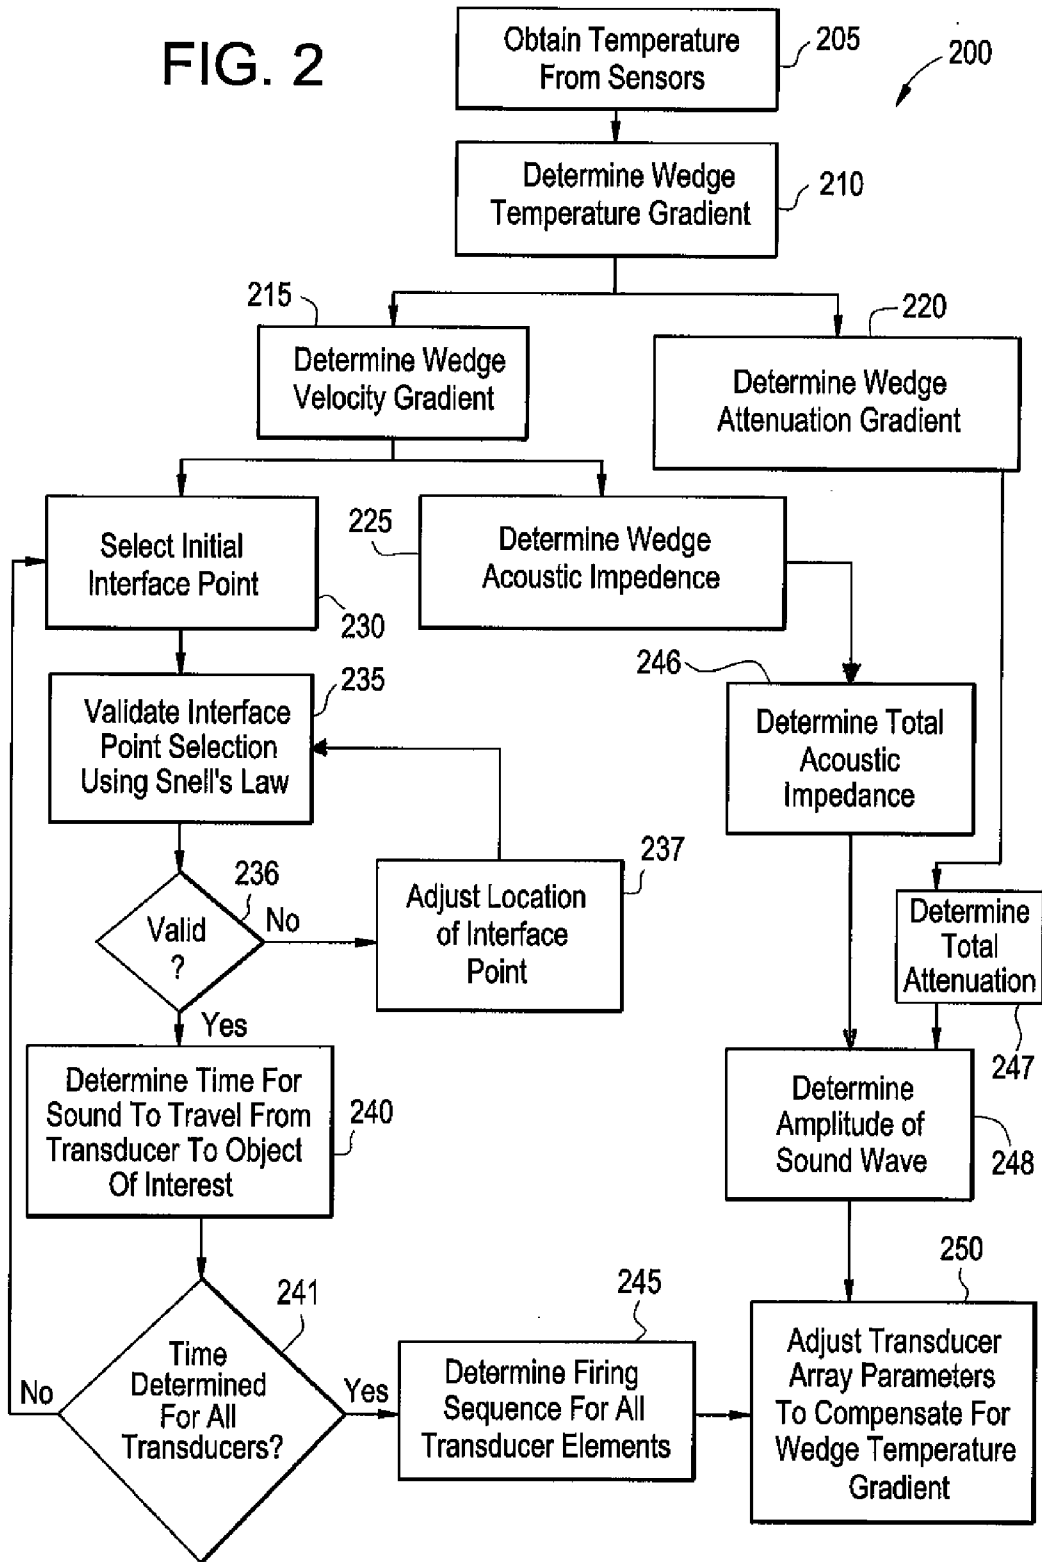 FIG. 2
Obtain Temperature
From Sensors
205
200
Determine Wedge
Temperature Gradient
210
215
Determine Wedge
Velocity Gradient
220
Determine Wedge
Attenuation Gradient
Select Initial
Interface Point
230
225
Determine Wedge
Acoustic Impedence
235
Validate Interface
Point Selection
Using Snell's Law
246
Determine Total
Acoustic
Impedance
236
Valid
?
No
Yes
237
Adjust Location
of Interface
Point
Determine
Total
Attenuation
247
Determine Time For
Sound To Travel From
Transducer To Object
Of Interest
240
Determine
Amplitude of
Sound Wave
248
241
Time
Determined
For All
Transducers?
No
Yes
245
Determine Firing
Sequence For All
Transducer Elements
250
Adjust Transducer
Array Parameters
To Compensate For
Wedge Temperature
Gradient